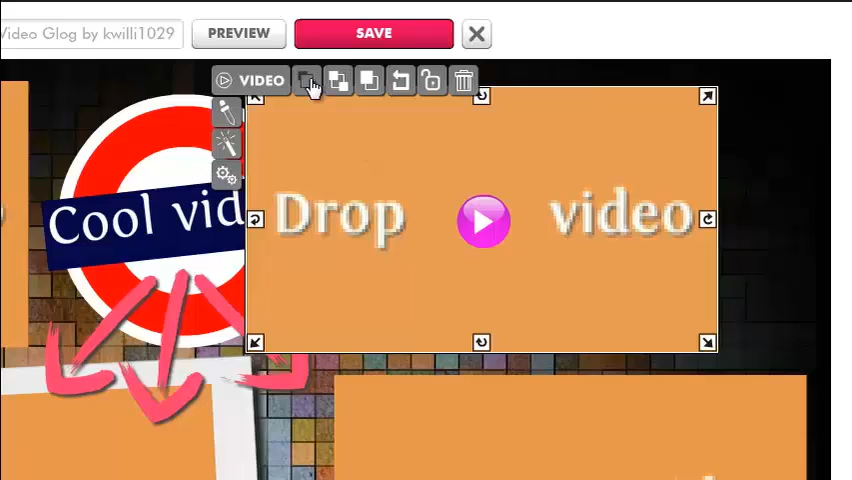 Video Glog by kwilli1029
PREVIEW
SAVE
VIDEO
Cool vid
Drop
video